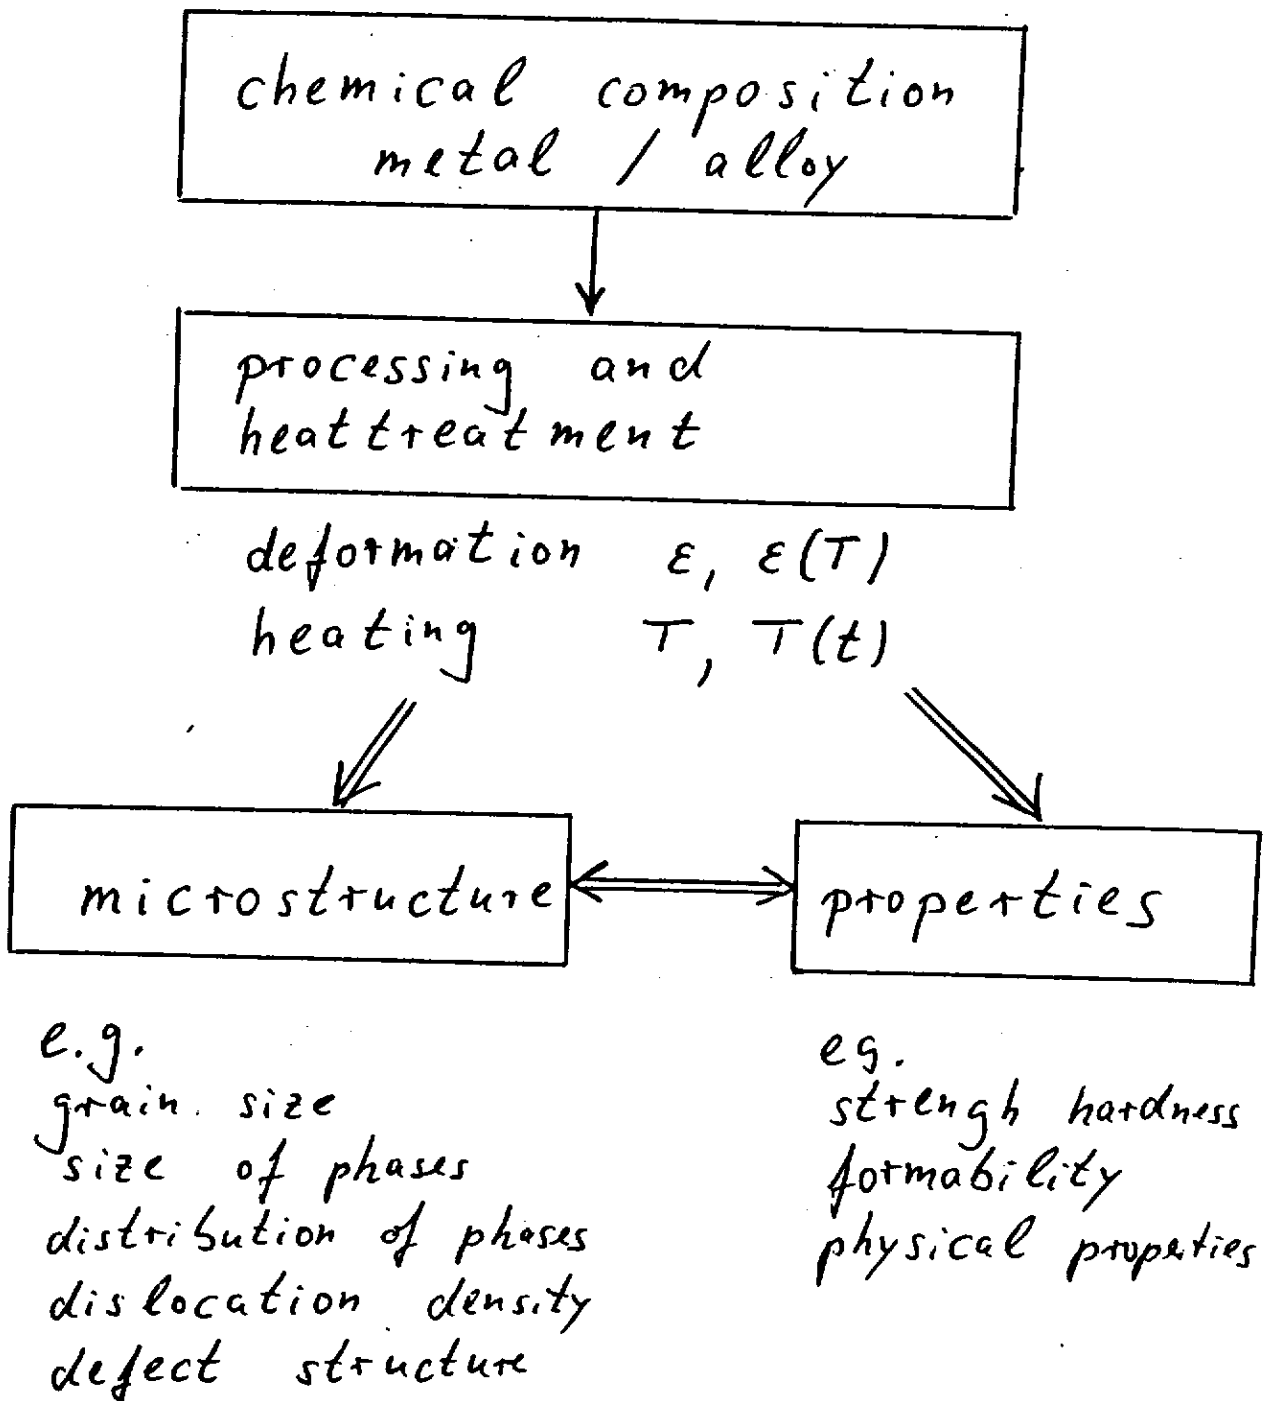 chemical composition
metal / alloy
processing and
heattreatment
deformation ε, ε(T)
heating T, T(t)
microstructure
properties
e.g.
grain size
size of phases
distribution of phases
dislocation density
defect structure
eg.
strengh hardness
formability
physical properties